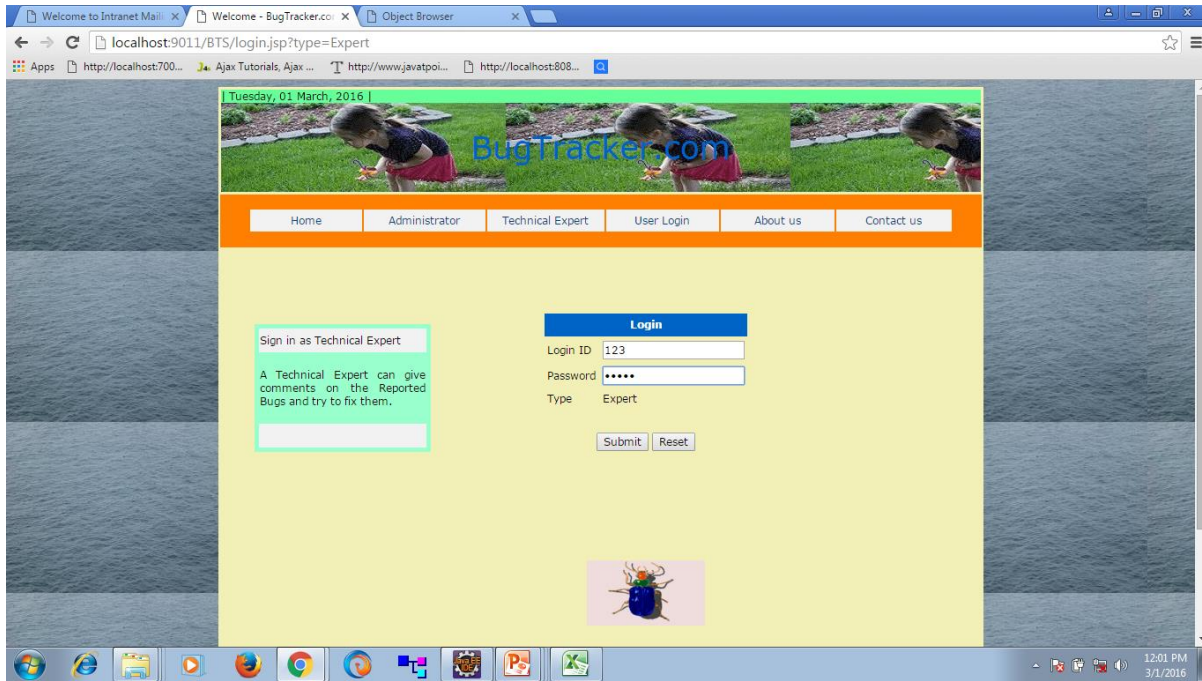 Welcome to Intranet Maili
Welcome - BugTracker.co
Object Browser
localhost:9011/BTS/login.jsp?type=Expert
Apps http://localhost:700... Ajax Tutorials, Ajax ... http://www.javatpoi... http://localhost:808...
| Tuesday, 01 March, 2016 |
BugTracker.com
Home Administrator Technical Expert User Login About us Contact us
Sign in as Technical Expert
A Technical Expert can give
comments on the Reported
Bugs and try to fix them.
Login
Login ID 123
Password •••••
Type Expert
Submit Reset
12:01 PM
3/1/2016